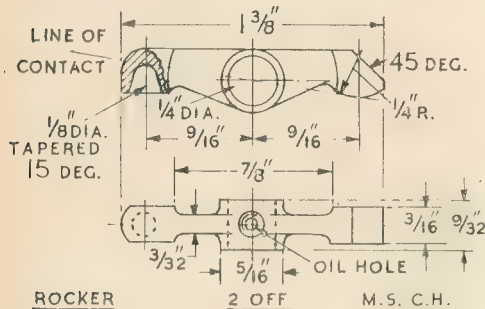 1 3/8"
LINE OF
CONTACT
45 DEG.
1/8 DIA.
TAPERED
15 DEG.
1/4" DIA.
9/16"
9/16"
1/4" R.
7/8"
3/32"
5/16"
OIL HOLE
3/16"
9/32"
ROCKER 2 OFF M.S. C.H.